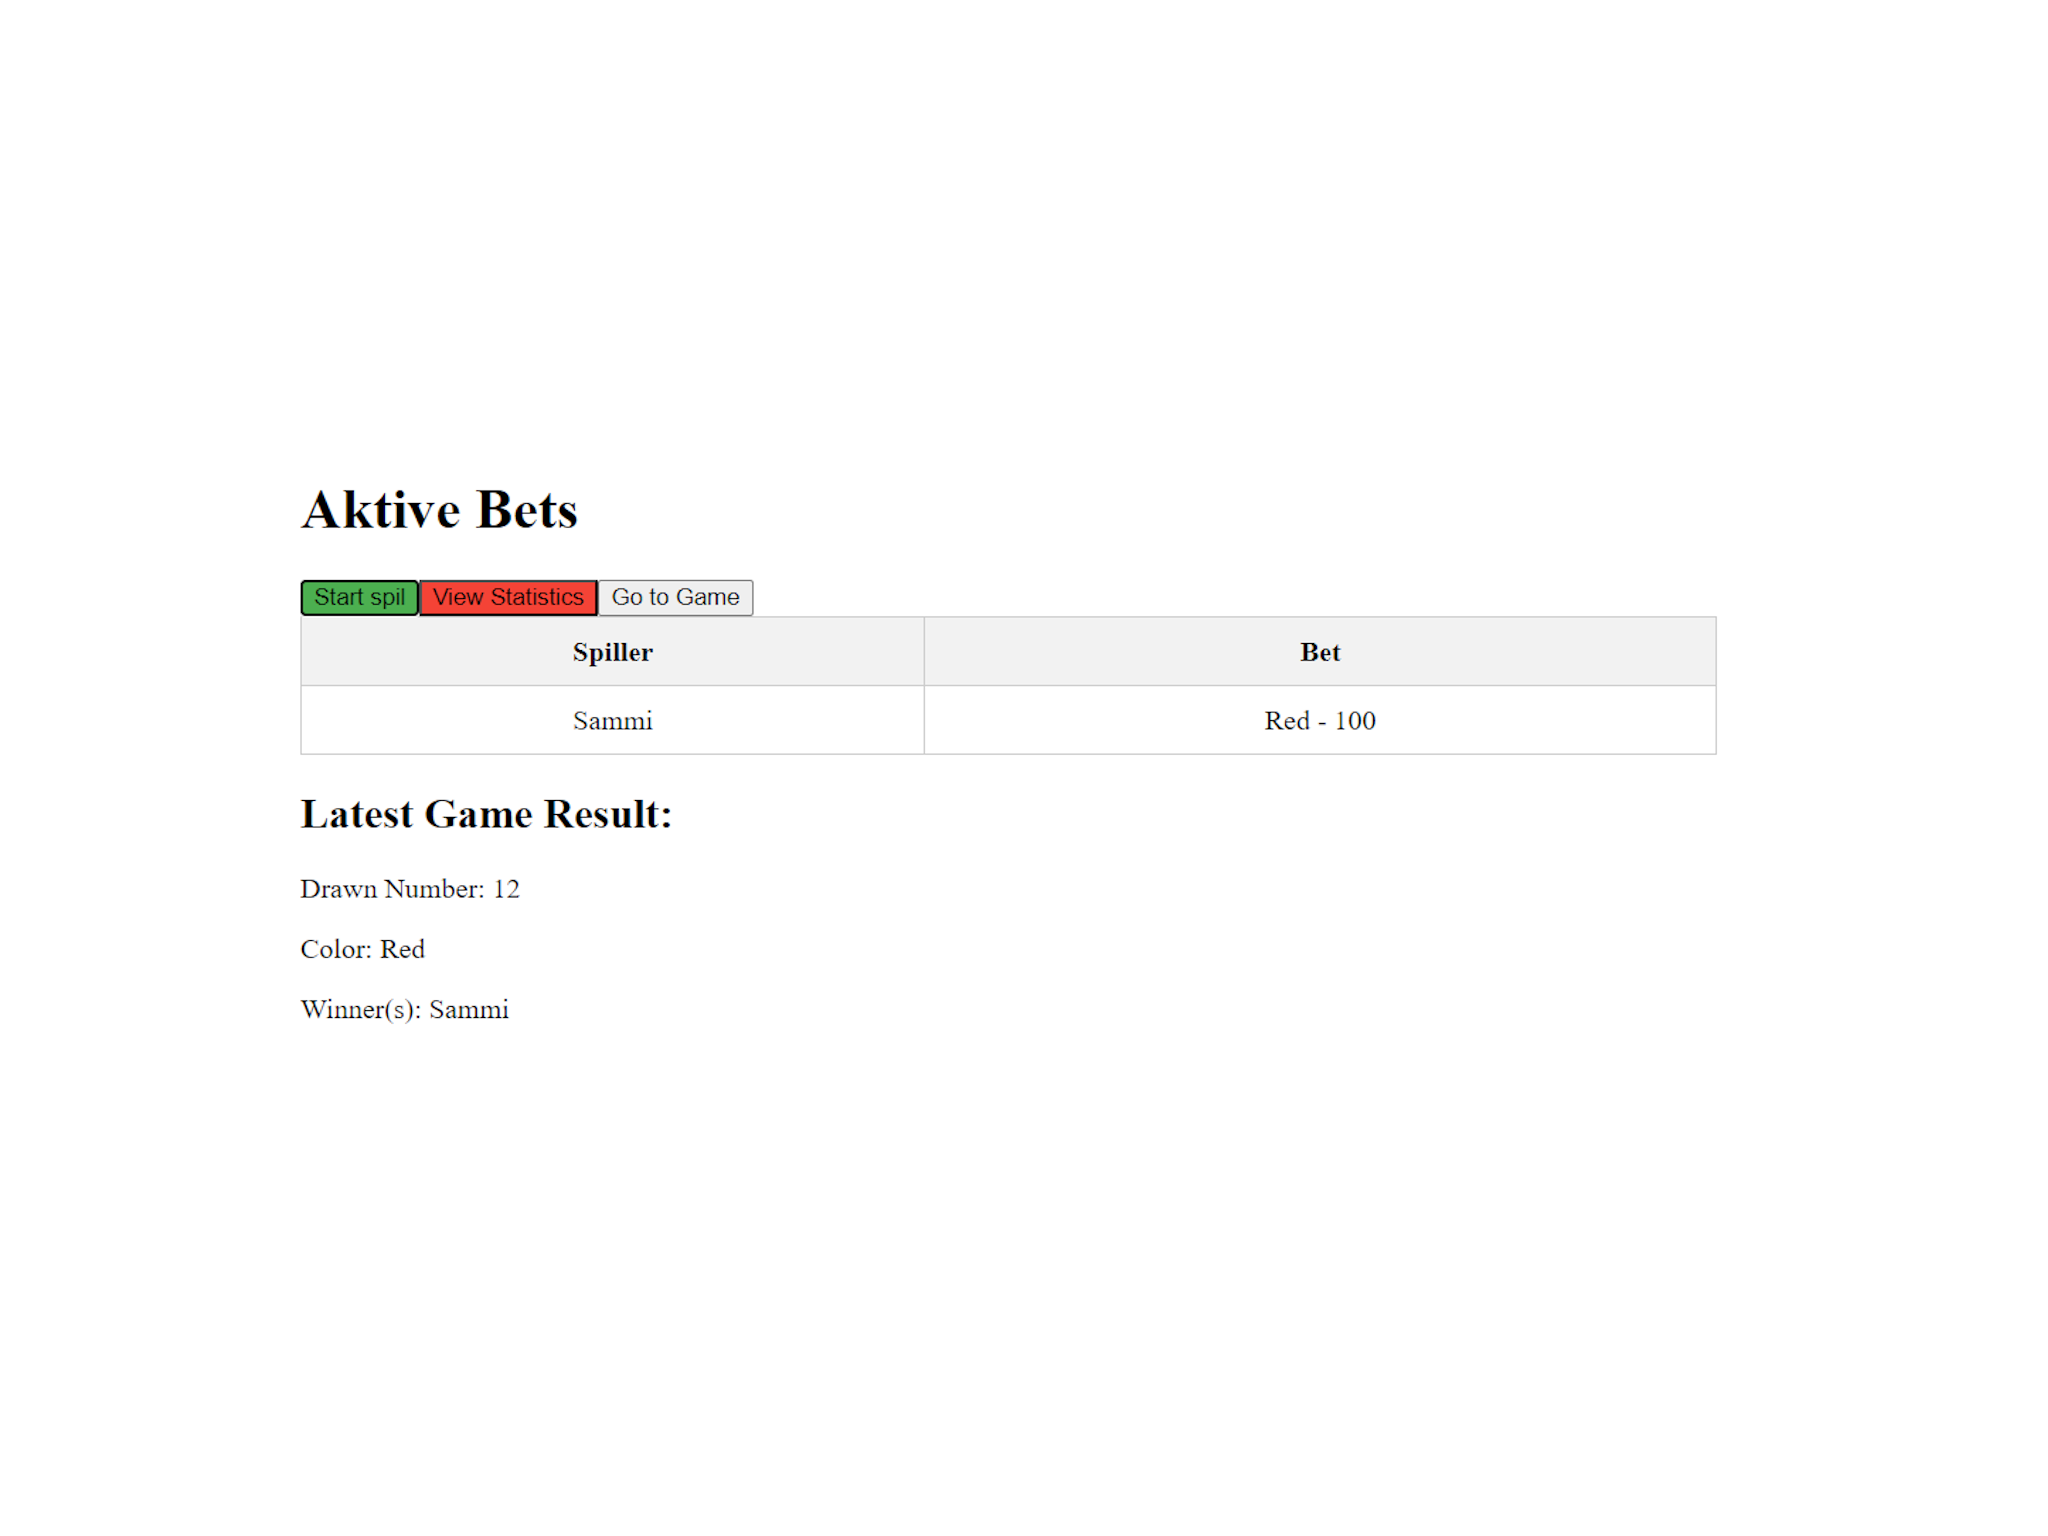 Aktive Bets
Start spil View Statistics Go to Game
Spiller Bet
Sammi Red - 100
Latest Game Result:
Drawn Number: 12
Color: Red
Winner(s): Sammi